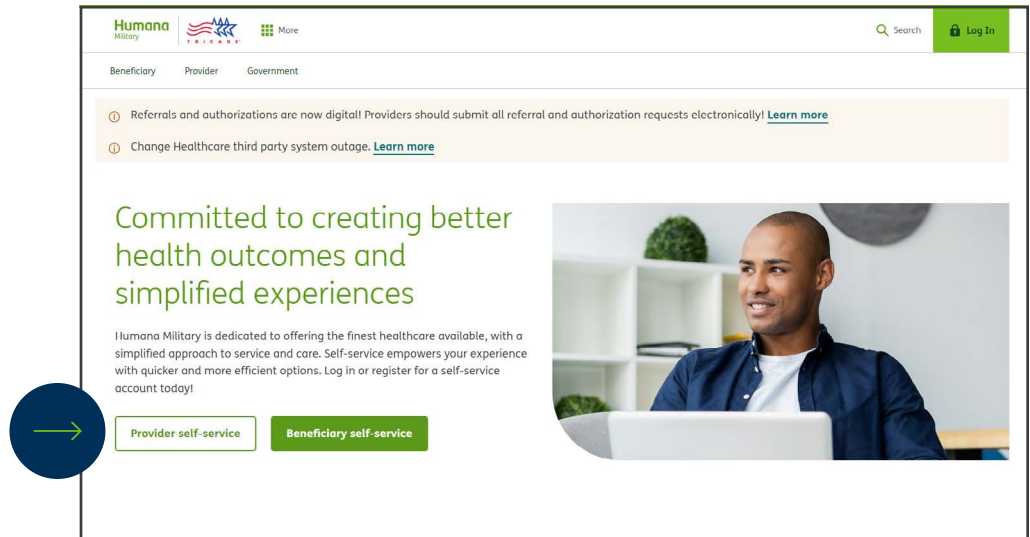 Humana
Military
TRICARE
More
Search
Log In
Beneficiary Provider Government
Referrals and authorizations are now digital! Providers should submit all referral and authorization requests electronically! Learn more
Change Healthcare third party system outage. Learn more
Committed to creating better
health outcomes and
simplified experiences
Humana Military is dedicated to offering the finest healthcare available, with a
simplified approach to service and care. Self-service empowers your experience
with quicker and more efficient options. Log in or register for a self-service
account today!
Provider self-service Beneficiary self-service